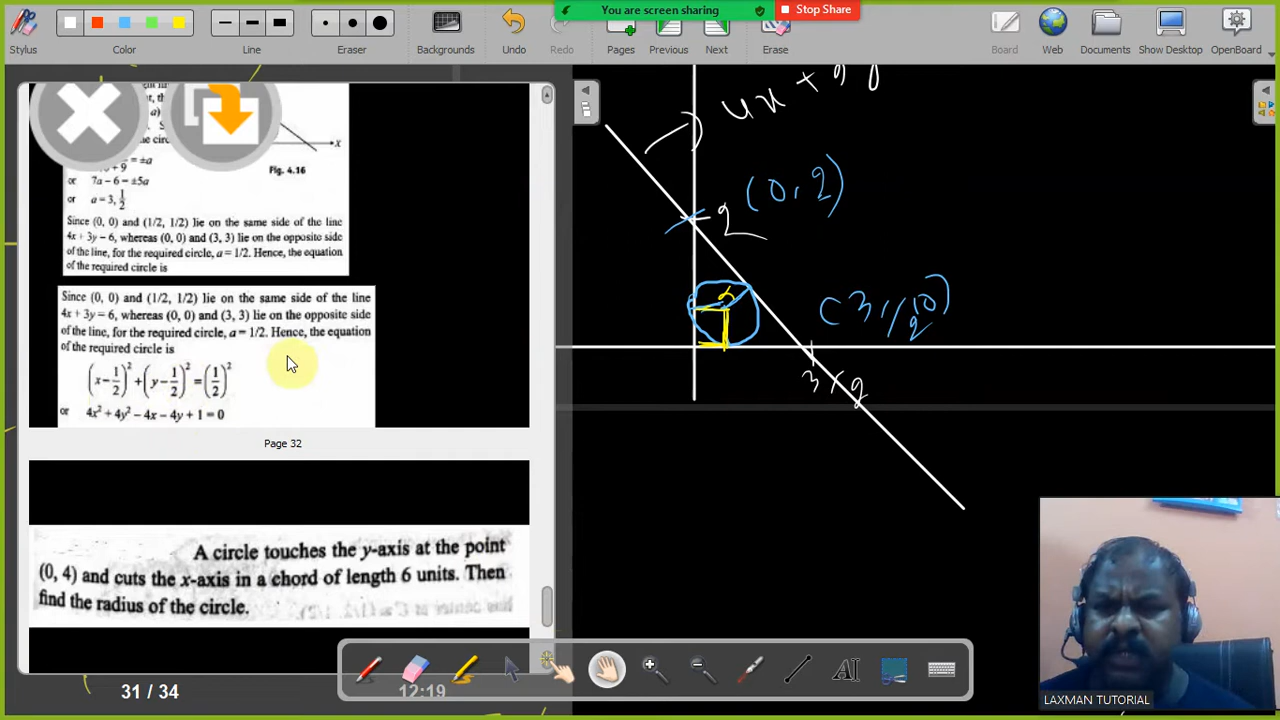 You are screen sharing
Stop Share
Stylus
Color
Line
Eraser
Backgrounds
Undo
Redo
Pages
Previous
Next
Erase
Board
Web
Documents
Show Desktop
OpenBoard
x
Fig. 4.16
+ 9 = ±a
or 7a − 6 = ±5a
or a = 3, 1/2
Since (0, 0) and (1/2, 1/2) lie on the same side of the line
4x + 3y − 6, whereas (0, 0) and (3, 3) lie on the opposite side
of the line, for the required circle, a = 1/2. Hence, the equation
of the required circle is
Since (0, 0) and (1/2, 1/2) lie on the same side of the line
4x + 3y = 6, whereas (0, 0) and (3, 3) lie on the opposite side
of the line, for the required circle, a = 1/2. Hence, the equation
of the required circle is
(x − 1/2)² + (y − 1/2)² = (1/2)²
or 4x² + 4y² − 4x − 4y + 1 = 0
Page 32
A circle touches the y-axis at the point
(0, 4) and cuts the x-axis in a chord of length 6 units. Then
find the radius of the circle.
31 / 34
12:19
4x +
(0, 2)
2
3/2
LAXMAN TUTORIAL